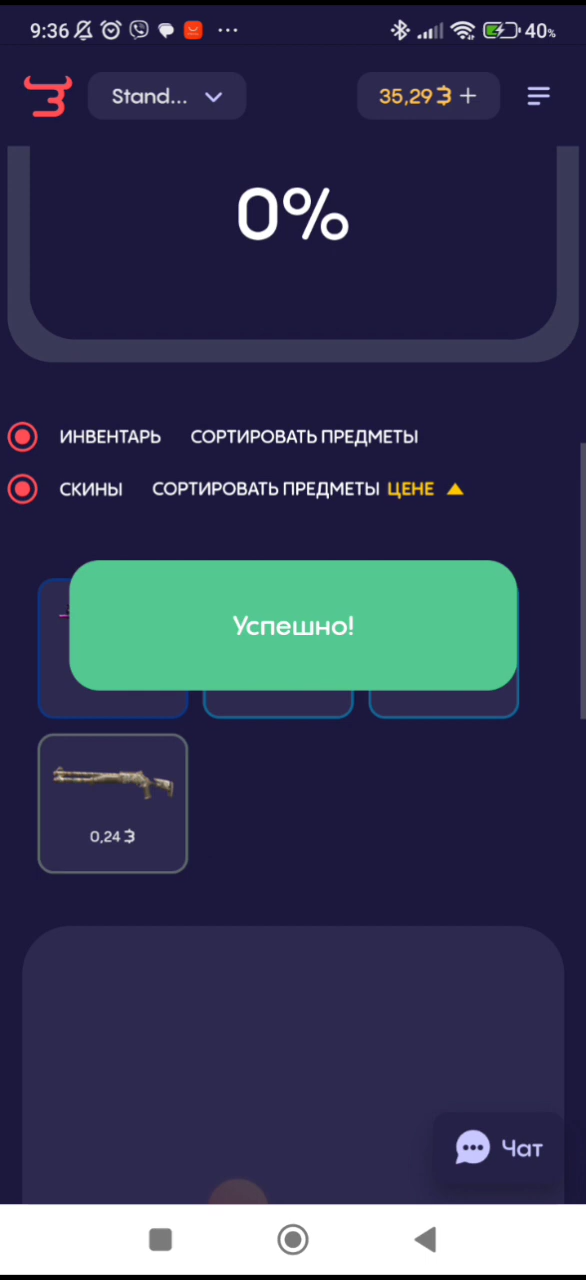 9:36 40%
Stand... 35,29 +
0%
ИНВЕНТАРЬ СОРТИРОВАТЬ ПРЕДМЕТЫ
СКИНЫ СОРТИРОВАТЬ ПРЕДМЕТЫ ЦЕНЕ
Успешно!
0,24
Чат